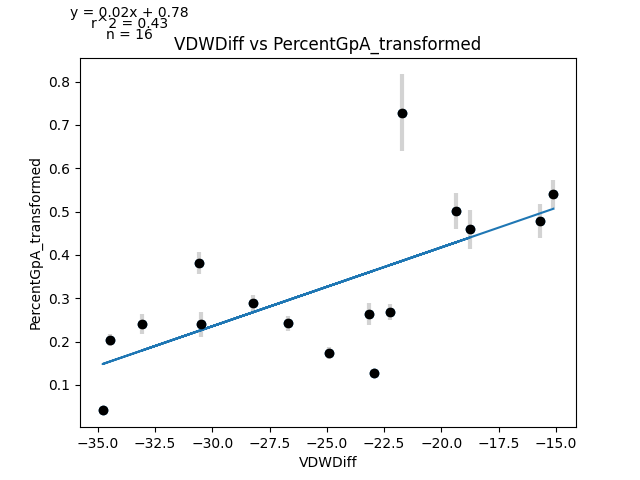 y = 0.02x + 0.78
r^2 = 0.43
n = 16
VDWDiff vs PercentGpA_transformed
PercentGpA_transformed
0.8
0.7
0.6
0.5
0.4
0.3
0.2
0.1
−35.0 −32.5 −30.0 −27.5 −25.0 −22.5 −20.0 −17.5 −15.0
VDWDiff